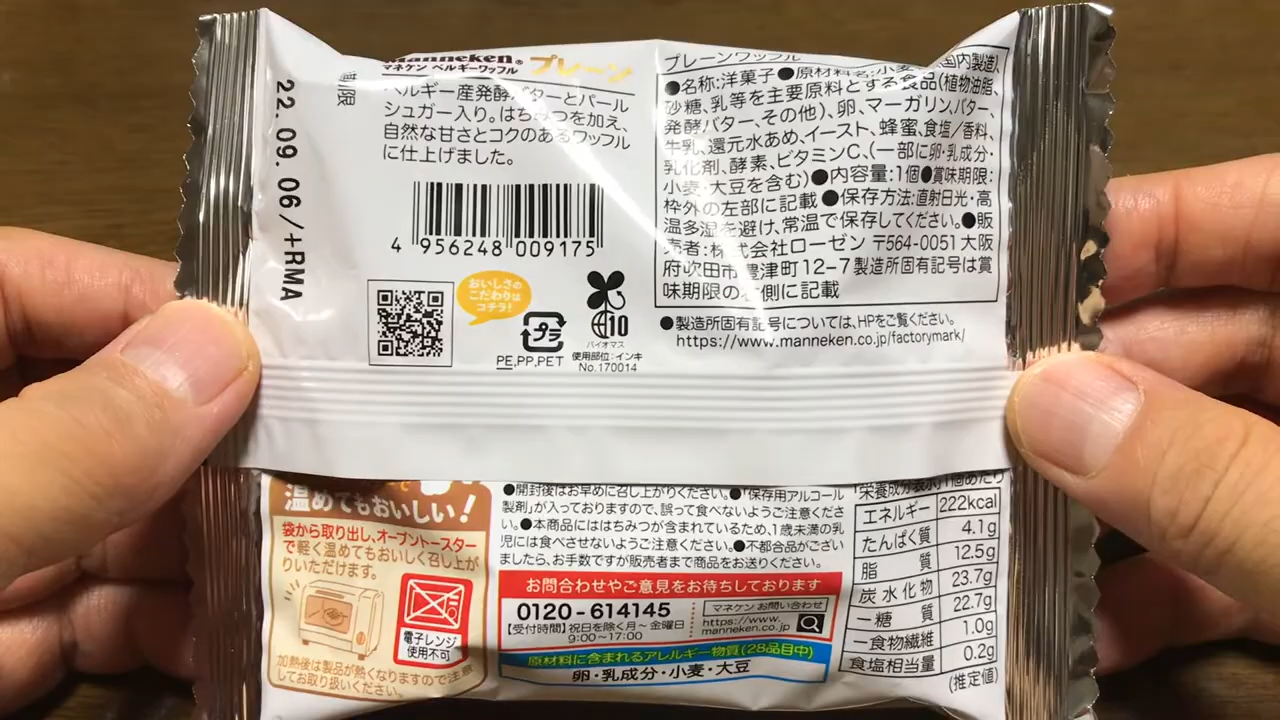 期限
22.09.06/+RMA
manneken®
マネケン ベルギーワッフル プレーン
ベルギー産発酵バターとパール
シュガー入り。はちみつを加え、
自然な甘さとコクのあるワッフル
に仕上げました。
4 956248 009175
おいしさの
こだわりは
コチラ!
プラ
PE,PP,PET
10
バイオマス
使用部位:インキ
No.170014
プレーンワッフル
●名称:洋菓子●原材料名:小麦 国内製造)、
砂糖、乳等を主要原料とする食品(植物油脂、
発酵バター、その他)、卵、マーガリン、バター、
牛乳、還元水あめ、イースト、蜂蜜、食塩/香料、
乳化剤、酵素、ビタミンC、(一部に卵・乳成分・
小麦・大豆を含む)●内容量:1個●賞味期限:
枠外の左部に記載●保存方法:直射日光・高
温多湿を避け、常温で保存してください。●販
売者:株式会社ローゼン 〒564-0051大阪
府吹田市豊津町12-7製造所固有記号は賞
味期限の右側に記載
●製造所固有記号については、HPをご覧ください。
https://www.manneken.co.jp/factorymark/
温めてもおいしい!
袋から取り出し、オーブントースター
で軽く温めてもおいしく召し上が
りいただけます。
電子レンジ
使用不可
加熱後は製品が熱くなりますので注意
してお取り扱いください。
●開封後はお早めに召し上がりください。●「保存用アルコール
製剤」が入っておりますので、誤って食べないようご注意くださ
い。●本商品にははちみつが含まれているため、1歳未満の乳
児には食べさせないようご注意ください。●不都合品がござい
ましたら、お手数ですが販売者まで商品をお送りください。
お問合わせやご意見をお待ちしております
0120-614145
【受付時間】祝日を除く月~金曜日
9:00~17:00
マネケン お問い合わせ
https://www.
manneken.co.jp/
原材料に含まれるアレルギー物質(28品目中)
卵・乳成分・小麦・大豆
栄養成分表示 1個あたり
エネルギー 222kcal
たんぱく質 4.1g
脂質 12.5g
炭水化物 23.7g
ー糖質 22.7g
ー食物繊維 1.0g
食塩相当量 0.2g
(推定値)